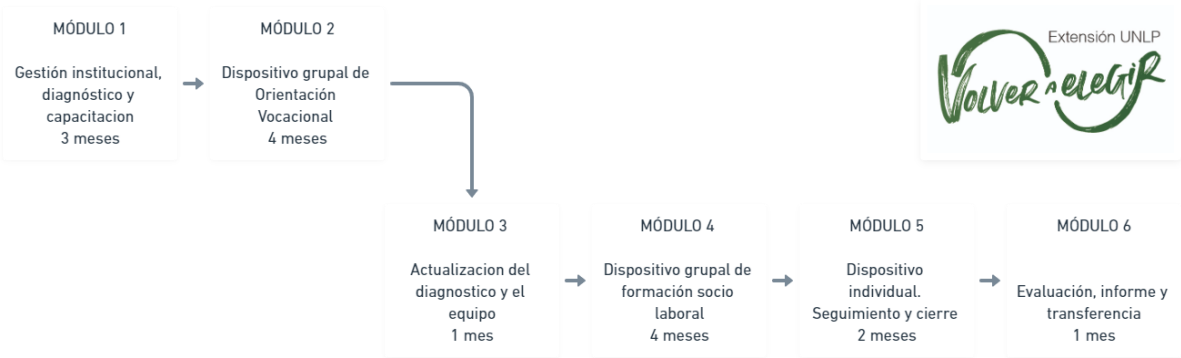 MÓDULO 1
Gestión institucional,
diagnóstico y
capacitacion
3 meses
MÓDULO 2
Dispositivo grupal de
Orientación
Vocacional
4 meses
Extensión UNLP
VOLVER A ELEGIR
MÓDULO 3
Actualizacion del
diagnostico y el
equipo
1 mes
MÓDULO 4
Dispositivo grupal de
formación socio
laboral
4 meses
MÓDULO 5
Dispositivo
individual.
Seguimiento y cierre
2 meses
MÓDULO 6
Evaluación, informe y
transferencia
1 mes